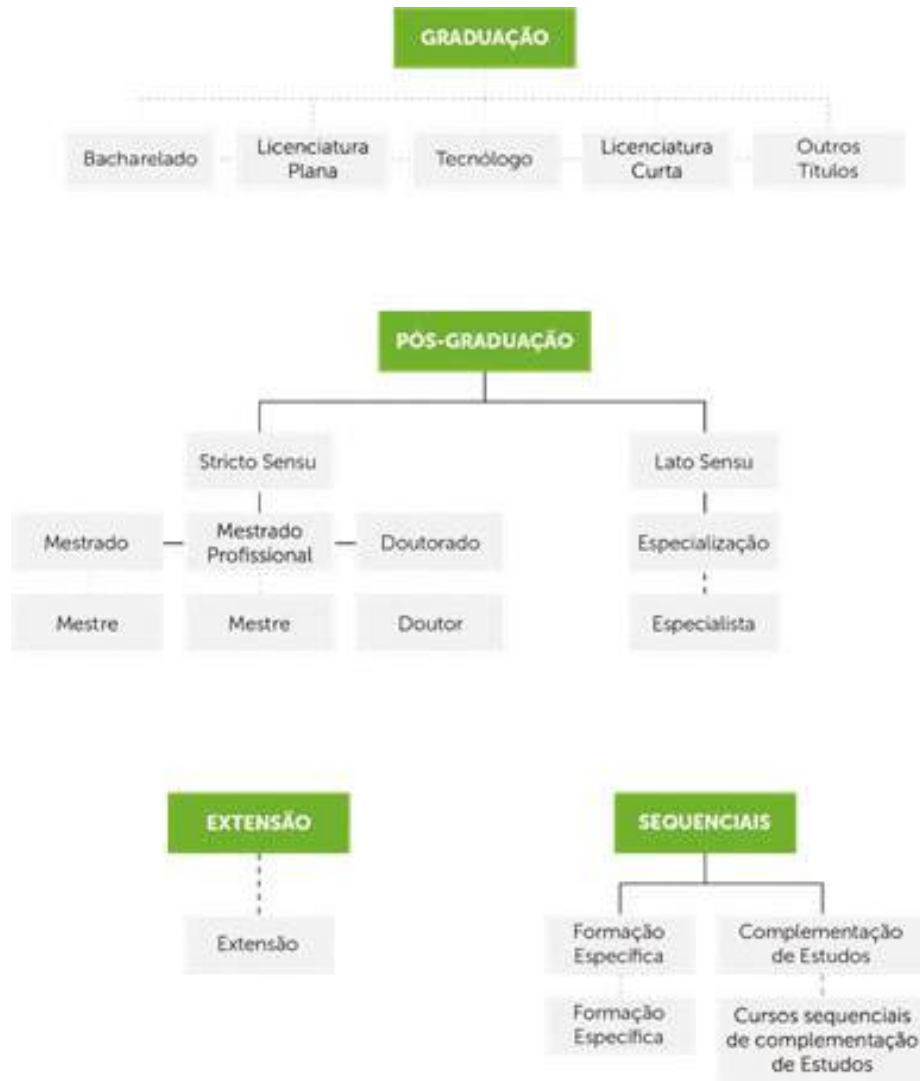 GRADUAÇÃO
Bacharelado
Licenciatura
Plana
Tecnólogo
Licenciatura
Curta
Outros
Títulos
PÓS-GRADUAÇÃO
Stricto Sensu
Lato Sensu
Mestrado
Mestrado
Profissional
Doutorado
Especialização
Mestre
Mestre
Doutor
Especialista
EXTENSÃO
SEQUENCIAIS
Extensão
Formação
Específica
Complementação
de Estudos
Formação
Específica
Cursos sequenciais
de complementação
de Estudos